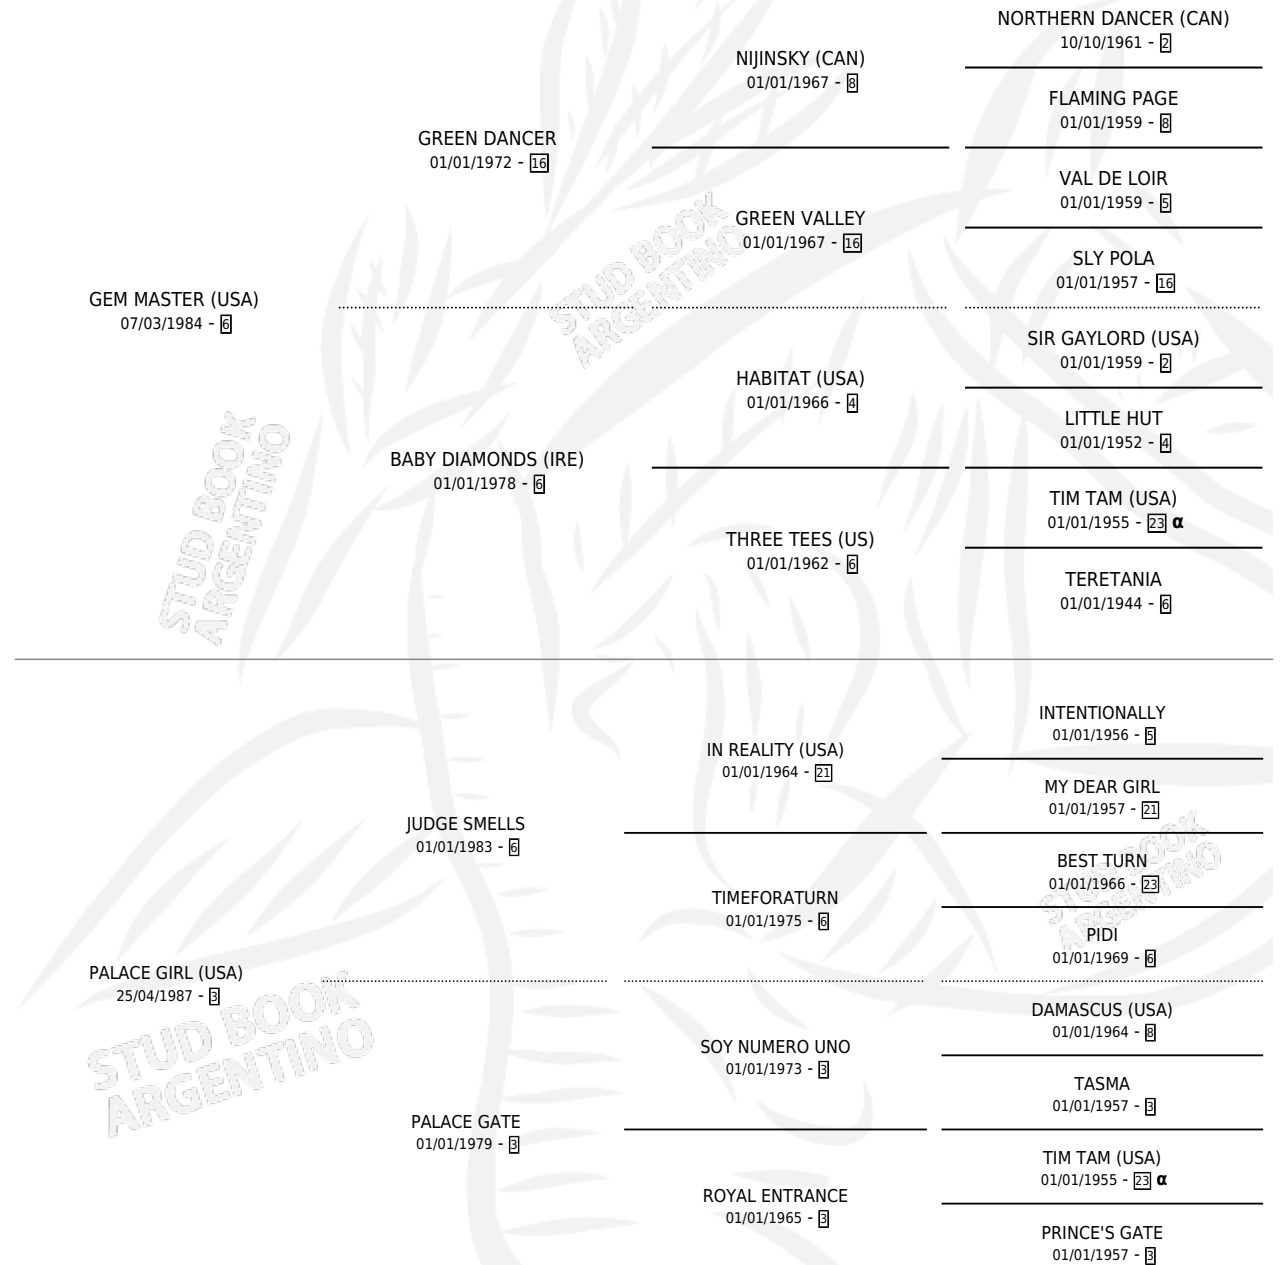 NORTHERN DANCER (CAN)
10/10/1961 - 2
NIJINSKY (CAN)
01/01/1967 - 8
FLAMING PAGE
01/01/1959 - 8
GREEN DANCER
01/01/1972 - 16
VAL DE LOIR
01/01/1959 - 5
GREEN VALLEY
01/01/1967 - 16
SLY POLA
01/01/1957 - 16
GEM MASTER (USA)
07/03/1984 - 6
SIR GAYLORD (USA)
01/01/1959 - 2
HABITAT (USA)
01/01/1966 - 4
LITTLE HUT
01/01/1952 - 4
BABY DIAMONDS (IRE)
01/01/1978 - 6
TIM TAM (USA)
01/01/1955 - 23 α
THREE TEES (US)
01/01/1962 - 6
TERETANIA
01/01/1944 - 6
STUD BOOK
ARGENTINO
STUD BOOK
ARGENTINO
INTENTIONALLY
01/01/1956 - 5
IN REALITY (USA)
01/01/1964 - 21
MY DEAR GIRL
01/01/1957 - 21
JUDGE SMELLS
01/01/1983 - 6
BEST TURN
01/01/1966 - 23
TIMEFORATURN
01/01/1975 - 6
PIDI
01/01/1969 - 6
PALACE GIRL (USA)
25/04/1987 - 3
DAMASCUS (USA)
01/01/1964 - 8
SOY NUMERO UNO
01/01/1973 - 3
TASMA
01/01/1957 - 3
PALACE GATE
01/01/1979 - 3
TIM TAM (USA)
01/01/1955 - 23 α
ROYAL ENTRANCE
01/01/1965 - 3
PRINCE'S GATE
01/01/1957 - 3
STUD BOOK
ARGENTINO
STUD BOOK
ARGENTINO